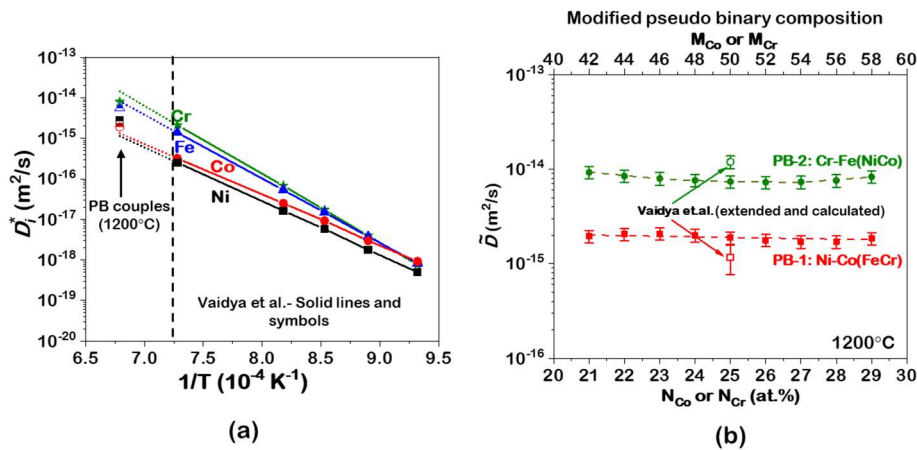 (a)
D*i (m²/s)
10⁻¹³
10⁻¹⁴
10⁻¹⁵
10⁻¹⁶
10⁻¹⁷
10⁻¹⁸
10⁻¹⁹
10⁻²⁰
Cr
Fe
Co
Ni
PB couples
(1200°C)
Vaidya et al.- Solid lines and
symbols
6.5 7.0 7.5 8.0 8.5 9.0 9.5
1/T (10⁻⁴ K⁻¹)
(a)
(b)
Modified pseudo binary composition
M_Co or M_Cr
42 44 46 48 50 52 54 56 58 60
D̃ (m²/s)
10⁻¹³
10⁻¹⁴
10⁻¹⁵
10⁻¹⁶
PB-2: Cr-Fe(NiCo)
Vaidya et.al. (extended and calculated)
PB-1: Ni-Co(FeCr)
1200°C
20 21 22 23 24 25 26 27 28 29 30
N_Co or N_Cr (at.%)
(b)